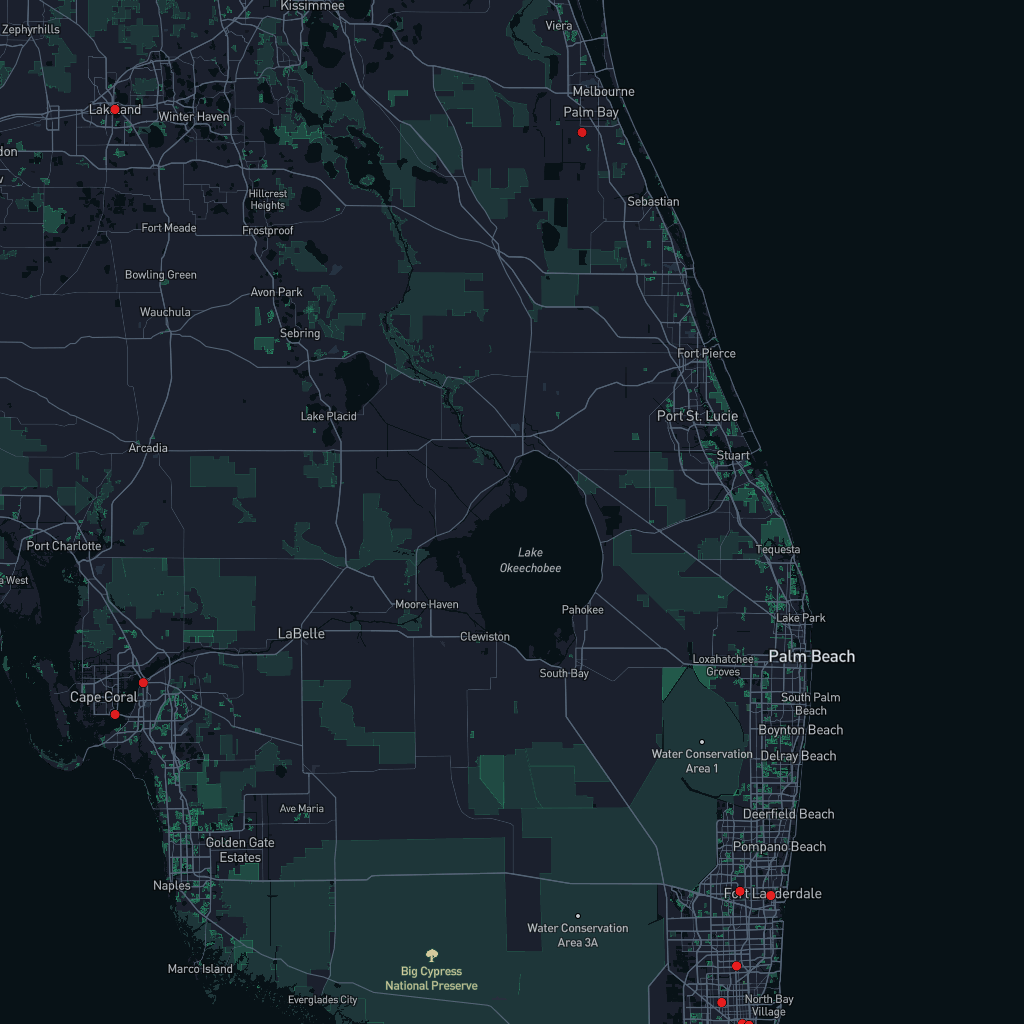 Kissimmee
Zephyrhills
Viera
Melbourne
Lakeland
Palm Bay
Winter Haven
don
Hillcrest
Heights
Sebastian
Fort Meade
Frostproof
Bowling Green
Avon Park
Wauchula
Sebring
Fort Pierce
Lake Placid
Port St. Lucie
Arcadia
Stuart
Port Charlotte
Lake
Okeechobee
Tequesta
a West
Moore Haven
Pahokee
Lake Park
LaBelle
Clewiston
Palm Beach
Loxahatchee
Groves
South Bay
Cape Coral
South Palm
Beach
Boynton Beach
Water Conservation
Area 1
Delray Beach
Ave Maria
Deerfield Beach
Golden Gate
Estates
Pompano Beach
Naples
Fort Lauderdale
Water Conservation
Area 3A
Marco Island
Big Cypress
National Preserve
Everglades City
North Bay
Village